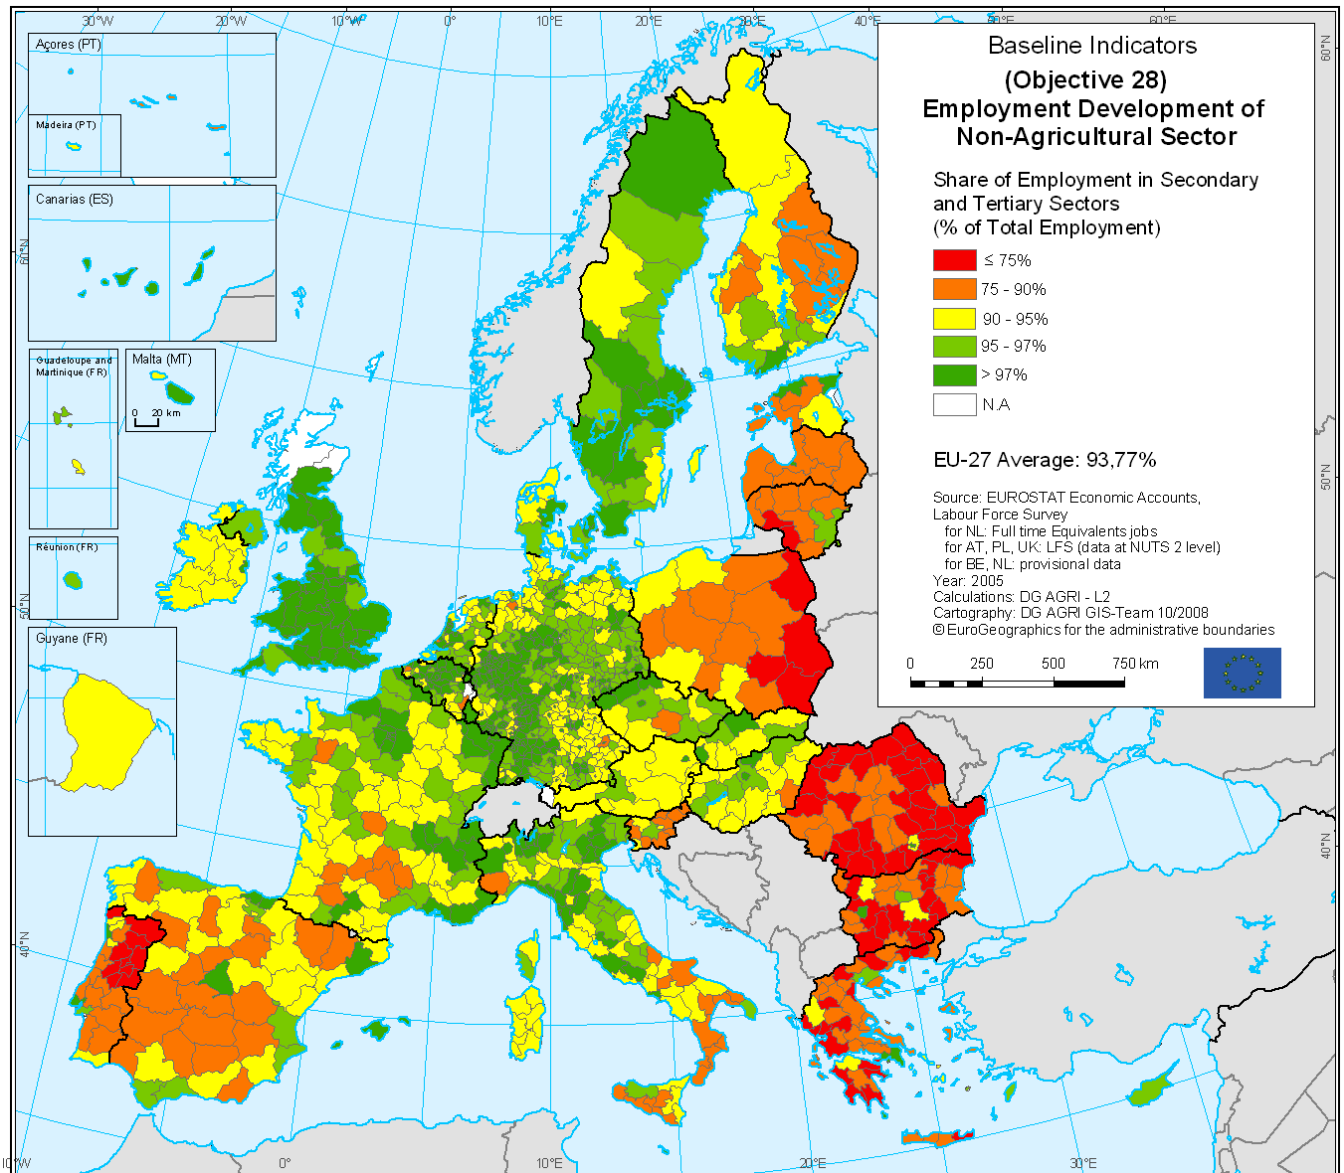 30°W
20°W
10°W
0°
10°E
20°E
30°E
40°E
50°E
60°E
Açores (PT)
Madeira (PT)
Canarias (ES)
Guadeloupe and
Martinique (FR)
Malta (MT)
0 20 km
Réunion (FR)
Guyane (FR)
Baseline Indicators
(Objective 28)
Employment Development of
Non-Agricultural Sector
Share of Employment in Secondary
and Tertiary Sectors
(% of Total Employment)
≤ 75%
75 - 90%
90 - 95%
95 - 97%
> 97%
N.A
EU-27 Average: 93,77%
Source: EUROSTAT Economic Accounts,
Labour Force Survey
for NL: Full time Equivalents jobs
for AT, PL, UK: LFS (data at NUTS 2 level)
for BE, NL: provisional data
Year: 2005
Calculations: DG AGRI - L2
Cartography: DG AGRI GIS-Team 10/2008
© EuroGeographics for the administrative boundaries
0 250 500 750 km
60°N
50°N
40°N
60°N
50°N
40°N
10°W
0°
10°E
20°E
30°E